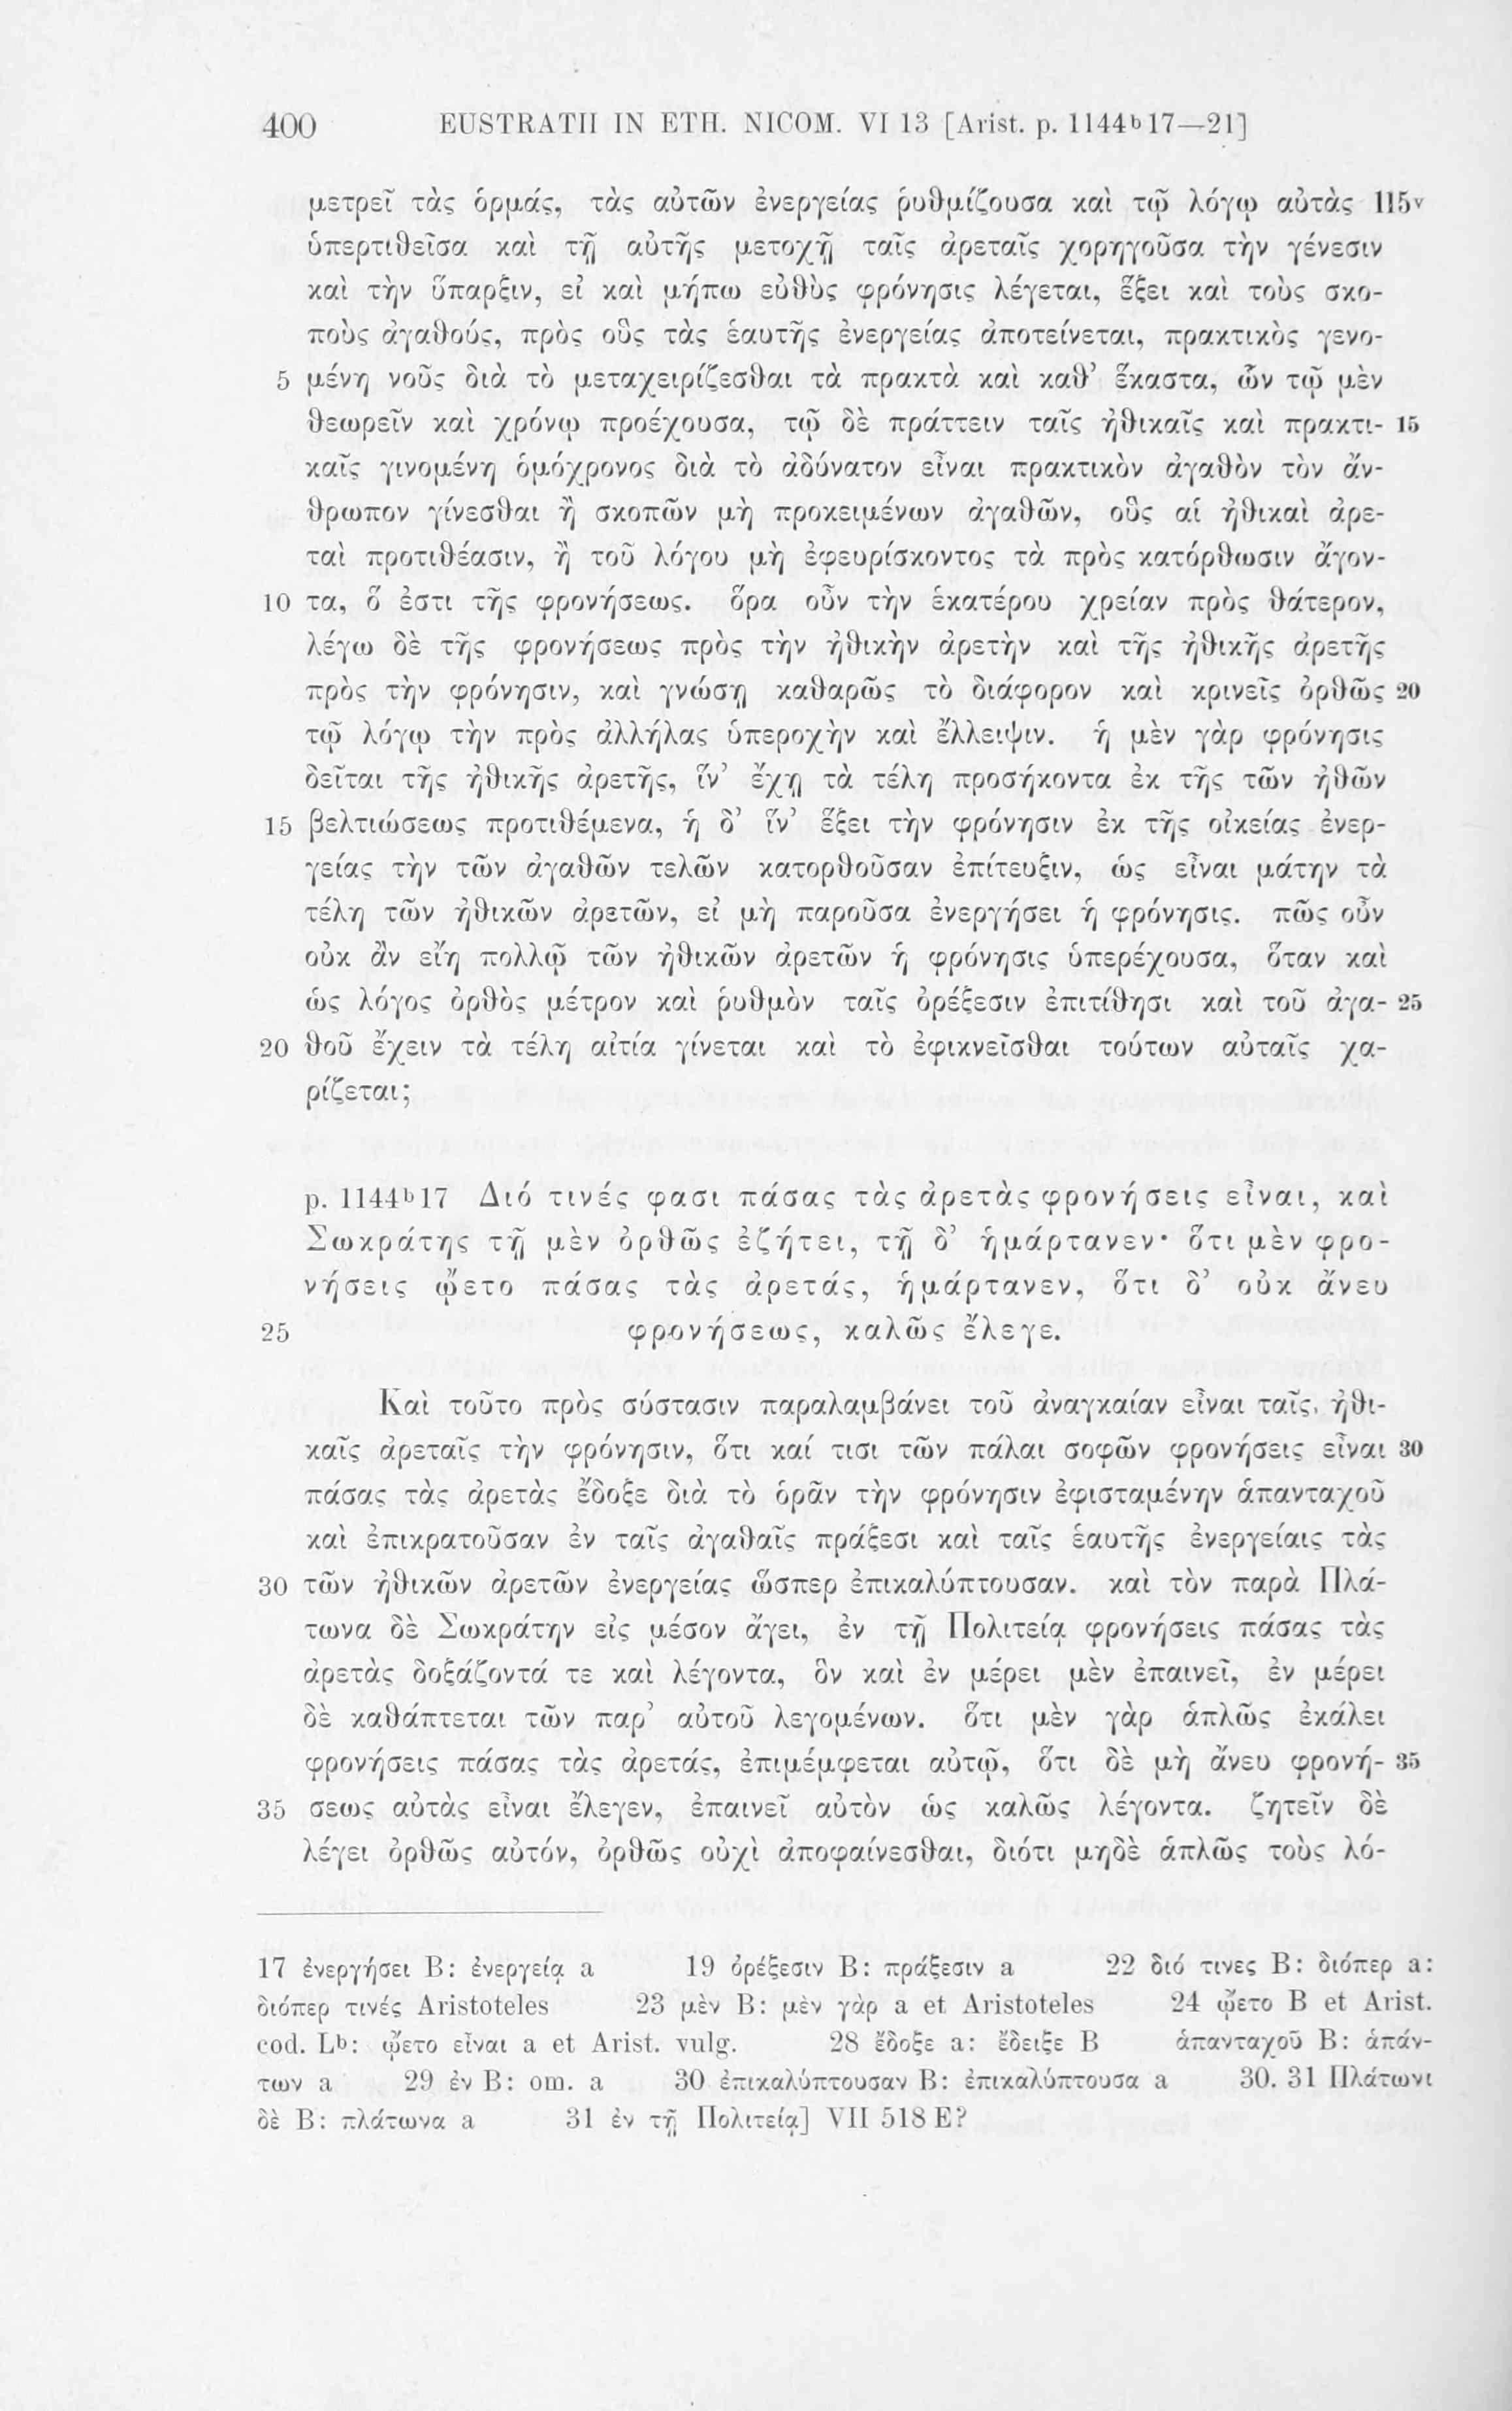 400 EUSTRATII IN ETH. NICOM. VI 13 [Arist. p. 1144ᵇ17—21]
μετρεῖ τὰς ὁρμάς, τὰς αὐτῶν ἐνεργείας ῥυθμίζουσα καὶ τῷ λόγῳ αὐτὰς 115ᵛ
ὑπερτιθεῖσα καὶ τῇ αὐτῆς μετοχῇ ταῖς ἀρεταῖς χορηγοῦσα τὴν γένεσιν
καὶ τὴν ὕπαρξιν, εἰ καὶ μήπω εὐθὺς φρόνησις λέγεται, ἕξει καὶ τοὺς σκο-
ποὺς ἀγαθούς, πρὸς οὓς τὰς ἑαυτῆς ἐνεργείας ἀποτείνεται, πρακτικὸς γενο-
5 μένη νοῦς διὰ τὸ μεταχειρίζεσθαι τὰ πρακτὰ καὶ καθ’ ἕκαστα, ὧν τῷ μὲν
θεωρεῖν καὶ χρόνῳ προέχουσα, τῷ δὲ πράττειν ταῖς ἠθικαῖς καὶ πρακτι- 15
καῖς γινομένη ὁμόχρονος διὰ τὸ ἀδύνατον εἶναι πρακτικὸν ἀγαθὸν τὸν ἄν-
θρωπον γίνεσθαι ἢ σκοπῶν μὴ προκειμένων ἀγαθῶν, οὓς αἱ ἠθικαὶ ἀρε-
ταὶ προτιθέασιν, ἢ τοῦ λόγου μὴ ἐφευρίσκοντος τὰ πρὸς κατόρθωσιν ἄγον-
10 τα, ὅ ἐστι τῆς φρονήσεως. ὅρα οὖν τὴν ἑκατέρου χρείαν πρὸς θάτερον,
λέγω δὲ τῆς φρονήσεως πρὸς τὴν ἠθικὴν ἀρετὴν καὶ τῆς ἠθικῆς ἀρετῆς
πρὸς τὴν φρόνησιν, καὶ γνώσῃ καθαρῶς τὸ διάφορον καὶ κρινεῖς ὀρθῶς 20
τῷ λόγῳ τὴν πρὸς ἀλλήλας ὑπεροχὴν καὶ ἔλλειψιν. ἡ μὲν γὰρ φρόνησις
δεῖται τῆς ἠθικῆς ἀρετῆς, ἵν’ ἔχῃ τὰ τέλη προσήκοντα ἐκ τῆς τῶν ἠθῶν
15 βελτιώσεως προτιθέμενα, ἡ δ’ ἵν’ ἕξει τὴν φρόνησιν ἐκ τῆς οἰκείας ἐνερ-
γείας τὴν τῶν ἀγαθῶν τελῶν κατορθοῦσαν ἐπίτευξιν, ὡς εἶναι μάτην τὰ
τέλη τῶν ἠθικῶν ἀρετῶν, εἰ μὴ παροῦσα ἐνεργήσει ἡ φρόνησις. πῶς οὖν
οὐκ ἂν εἴη πολλῷ τῶν ἠθικῶν ἀρετῶν ἡ φρόνησις ὑπερέχουσα, ὅταν καὶ
ὡς λόγος ὀρθὸς μέτρον καὶ ῥυθμὸν ταῖς ὀρέξεσιν ἐπιτίθησι καὶ τοῦ ἀγα- 25
20 θοῦ ἔχειν τὰ τέλη αἰτία γίνεται καὶ τὸ ἐφικνεῖσθαι τούτων αὐταῖς χα-
ρίζεται;
p. 1144ᵇ17 Διό τινές φασι πάσας τὰς ἀρετὰς φρονήσεις εἶναι, καὶ
Σωκράτης τῇ μὲν ὀρθῶς ἐζήτει, τῇ δ’ ἡμάρτανεν· ὅτι μὲν φρο-
νήσεις ᾤετο πάσας τὰς ἀρετάς, ἡμάρτανεν, ὅτι δ’ οὐκ ἄνευ
25 φρονήσεως, καλῶς ἔλεγε.
Καὶ τοῦτο πρὸς σύστασιν παραλαμβάνει τοῦ ἀναγκαίαν εἶναι ταῖς ἠθι-
καῖς ἀρεταῖς τὴν φρόνησιν, ὅτι καί τισι τῶν πάλαι σοφῶν φρονήσεις εἶναι 30
πάσας τὰς ἀρετὰς ἔδοξε διὰ τὸ ὁρᾶν τὴν φρόνησιν ἐφισταμένην ἁπανταχοῦ
καὶ ἐπικρατοῦσαν ἐν ταῖς ἀγαθαῖς πράξεσι καὶ ταῖς ἑαυτῆς ἐνεργείαις τὰς
30 τῶν ἠθικῶν ἀρετῶν ἐνεργείας ὥσπερ ἐπικαλύπτουσαν. καὶ τὸν παρὰ Πλά-
τωνα δὲ Σωκράτην εἰς μέσον ἄγει, ἐν τῇ Πολιτείᾳ φρονήσεις πάσας τὰς
ἀρετὰς δοξάζοντά τε καὶ λέγοντα, ὃν καὶ ἐν μέρει μὲν ἐπαινεῖ, ἐν μέρει
δὲ καθάπτεται τῶν παρ’ αὐτοῦ λεγομένων. ὅτι μὲν γὰρ ἁπλῶς ἐκάλει
φρονήσεις πάσας τὰς ἀρετάς, ἐπιμέμφεται αὐτῷ, ὅτι δὲ μὴ ἄνευ φρονή- 35
35 σεως αὐτὰς εἶναι ἔλεγεν, ἐπαινεῖ αὐτὸν ὡς καλῶς λέγοντα. ζητεῖν δὲ
λέγει ὀρθῶς αὐτόν, ὀρθῶς οὐχὶ ἀποφαίνεσθαι, διότι μηδὲ ἁπλῶς τοὺς λό-
17 ἐνεργήσει B: ἐνεργείᾳ a 19 ὀρέξεσιν B: πράξεσιν a 22 διό τινες B: διόπερ a:
διόπερ τινές Aristoteles 23 μὲν B: μὲν γὰρ a et Aristoteles 24 ᾤετο B et Arist.
cod. Lᵇ: ᾤετο εἶναι a et Arist. vulg. 28 ἔδοξε a: ἔδειξε B ἁπανταχοῦ B: ἁπάν-
των a 29 ἐν B: om. a 30 ἐπικαλύπτουσαν B: ἐπικαλύπτουσα a 30. 31 Πλάτωνι
δὲ B: πλάτωνα a 31 ἐν τῇ Πολιτείᾳ] VII 518 E?